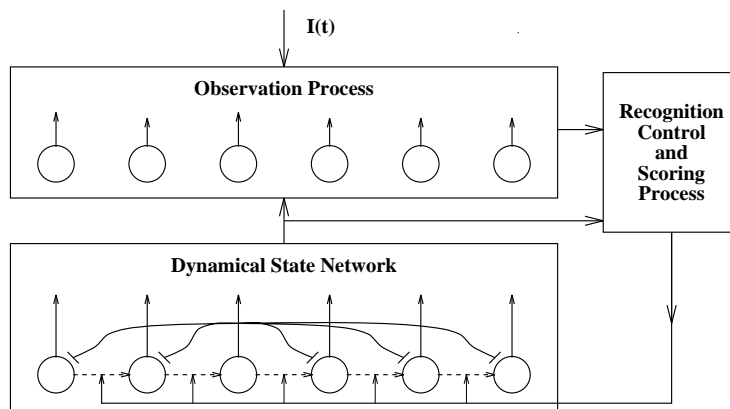 I(t)
Observation Process
Recognition
Control
and
Scoring
Process
Dynamical State Network